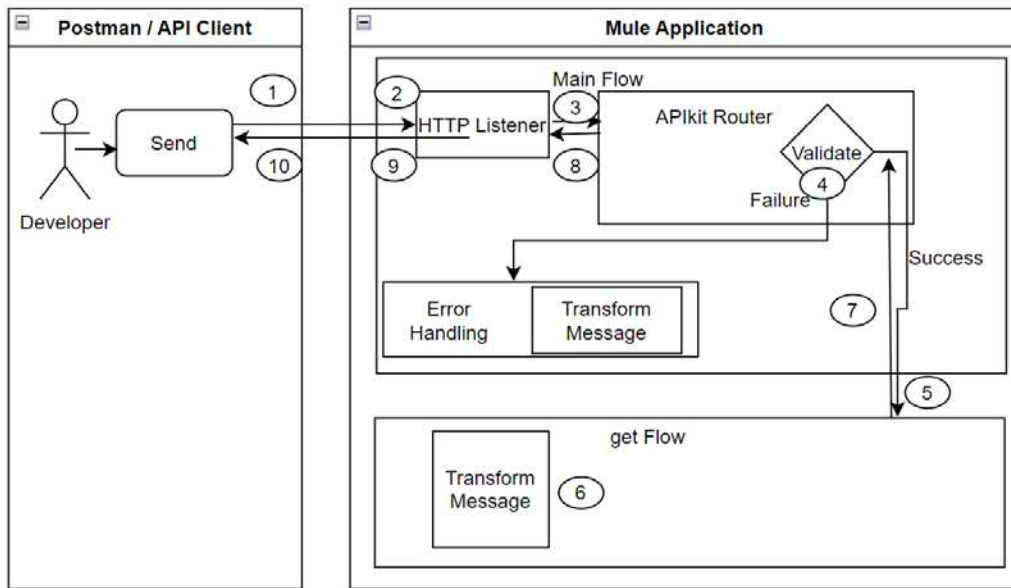 Postman / API Client
Mule Application
1
2
Main Flow
3
HTTP Listener
APIkit Router
Send
Validate
10
9
8
4
Failure
Developer
Success
Error
Handling
Transform
Message
7
5
get Flow
Transform
Message
6